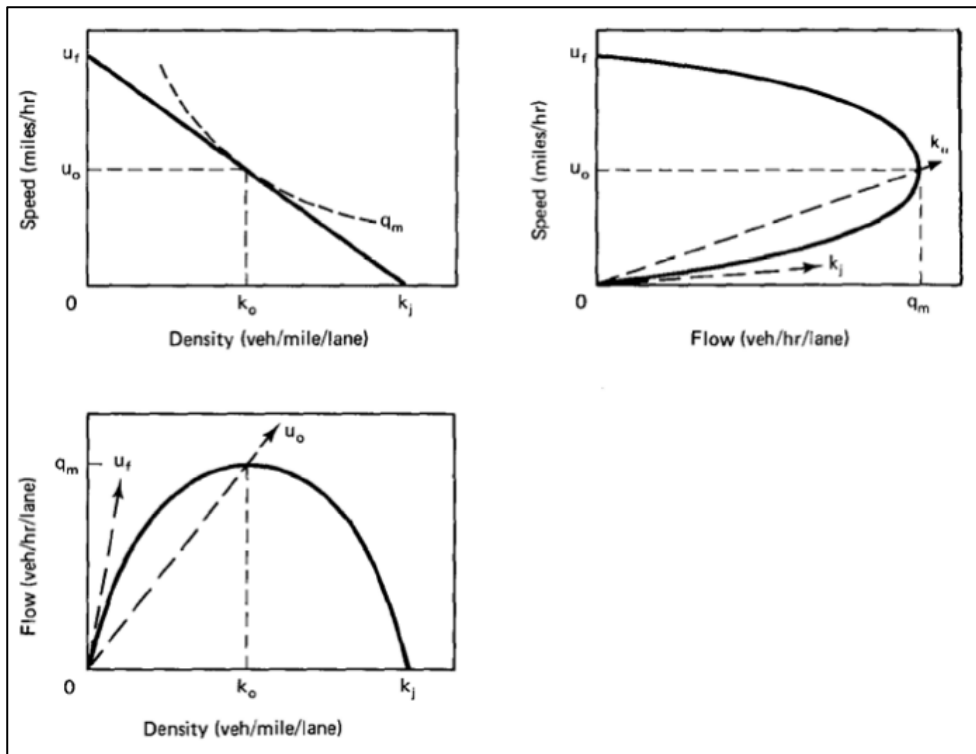 u_f
Speed (miles/hr)
u_o
q_m
0
k_o
k_j
Density (veh/mile/lane)
u_f
Speed (miles/hr)
u_o
k_o
k_j
0
q_m
Flow (veh/hr/lane)
q_m
u_f
u_o
Flow (veh/hr/lane)
0
k_o
k_j
Density (veh/mile/lane)